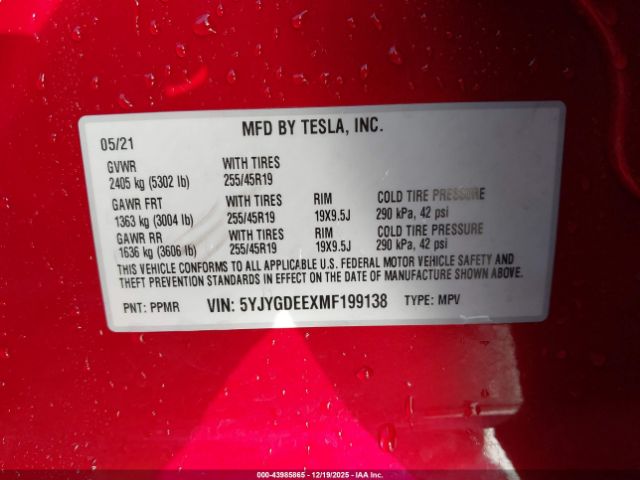 MFD BY TESLA, INC.
05/21
GVWR WITH TIRES
2405 kg (5302 lb) 255/45R19
GAWR FRT WITH TIRES RIM COLD TIRE PRESSURE
1363 kg (3004 lb) 255/45R19 19X9.5J 290 kPa, 42 psi
GAWR RR WITH TIRES RIM COLD TIRE PRESSURE
1636 kg (3606 lb) 255/45R19 19X9.5J 290 kPa, 42 psi
THIS VEHICLE CONFORMS TO ALL APPLICABLE U.S. FEDERAL MOTOR VEHICLE SAFETY AND
THEFT PREVENTION STANDARDS IN EFFECT ON THE DATE OF MANUFACTURE SHOWN ABOVE.
PNT: PPMR VIN: 5YJYGDEEXMF199138 TYPE: MPV
© 43985865 - 12/19/2025 - IAA Inc.